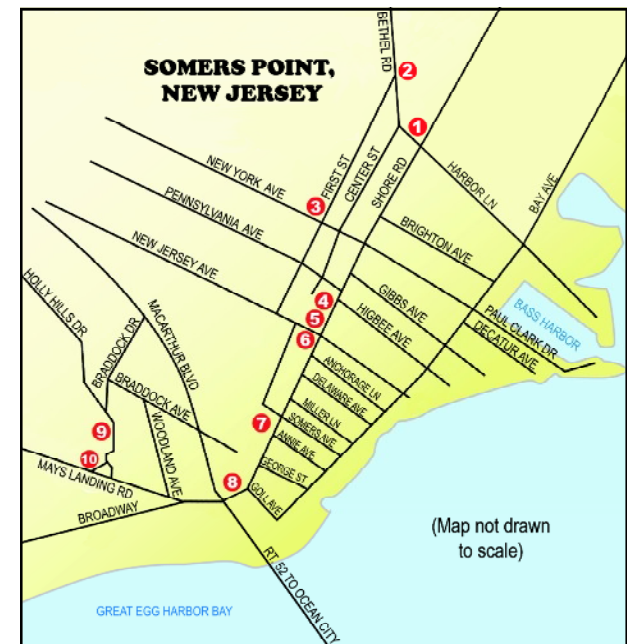 SOMERS POINT,
NEW JERSEY
BETHEL RD
2
1
HARBOR LN
FIRST ST
CENTER ST
SHORE RD
BAY AVE
NEW YORK AVE
3
PENNSYLVANIA AVE
BRIGHTON AVE
NEW JERSEY AVE
HOLLY HILLS DR
MACARTHUR BLVD
BRADDOCK DR
4
5
6
GIBBS AVE
HIGBEE AVE
PAUL CLARK DR
DECATUR AVE
BASS HARBOR
ANCHORAGE LN
DELAWARE AVE
MILLER LN
SOMERS AVE
ANNIE AVE
GEORGE ST
GOLL AVE
BRADDOCK AVE
WOODLAND AVE
7
8
9
10
MAYS LANDING RD
BROADWAY
RT. 52 TO OCEAN CITY
(Map not drawn
to scale)
GREAT EGG HARBOR BAY